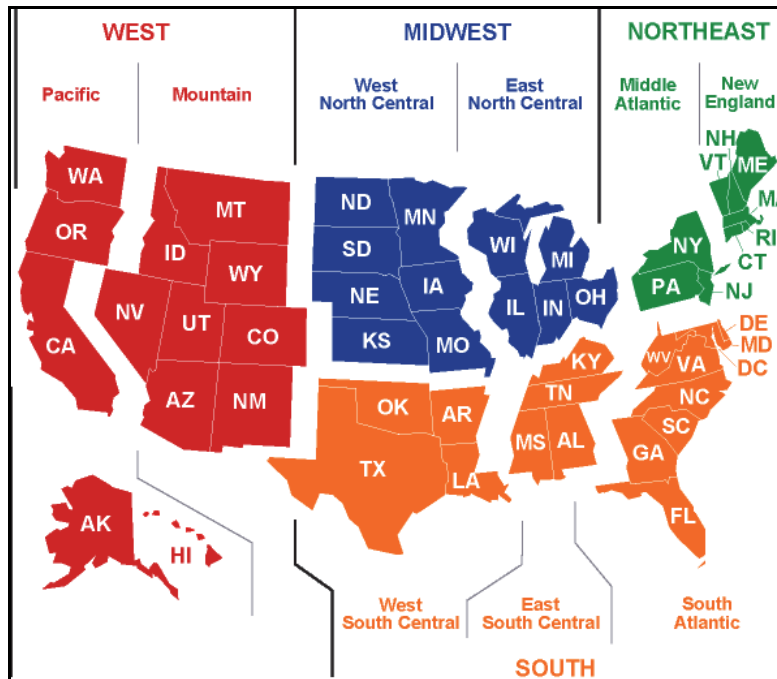 WEST
MIDWEST
NORTHEAST
Pacific
Mountain
West
North Central
East
North Central
Middle
Atlantic
New
England
WA
OR
CA
MT
ID
WY
NV
UT
CO
AZ
NM
AK
HI
ND
SD
NE
KS
MN
IA
MO
WI
MI
IL
IN
OH
NH
VT
ME
RI
CT
NY
PA
NJ
OK
TX
AR
LA
KY
TN
MS
AL
DE
MD
DC
WV
VA
NC
SC
GA
FL
West
South Central
East
South Central
South
Atlantic
SOUTH